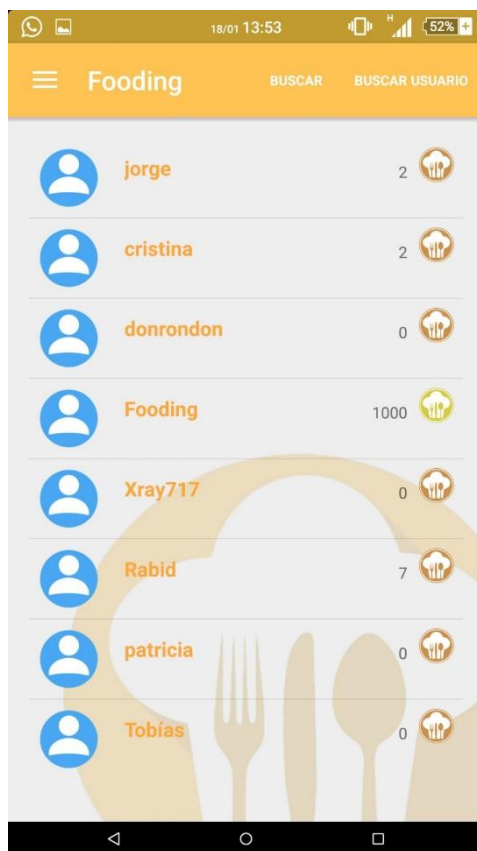 18/01 13:53 H 52%
Fooding BUSCAR BUSCAR USUARIO
jorge 2
cristina 2
donrondon 0
Fooding 1000
Xray717 0
Rabid 7
patricia 0
Tobías 0